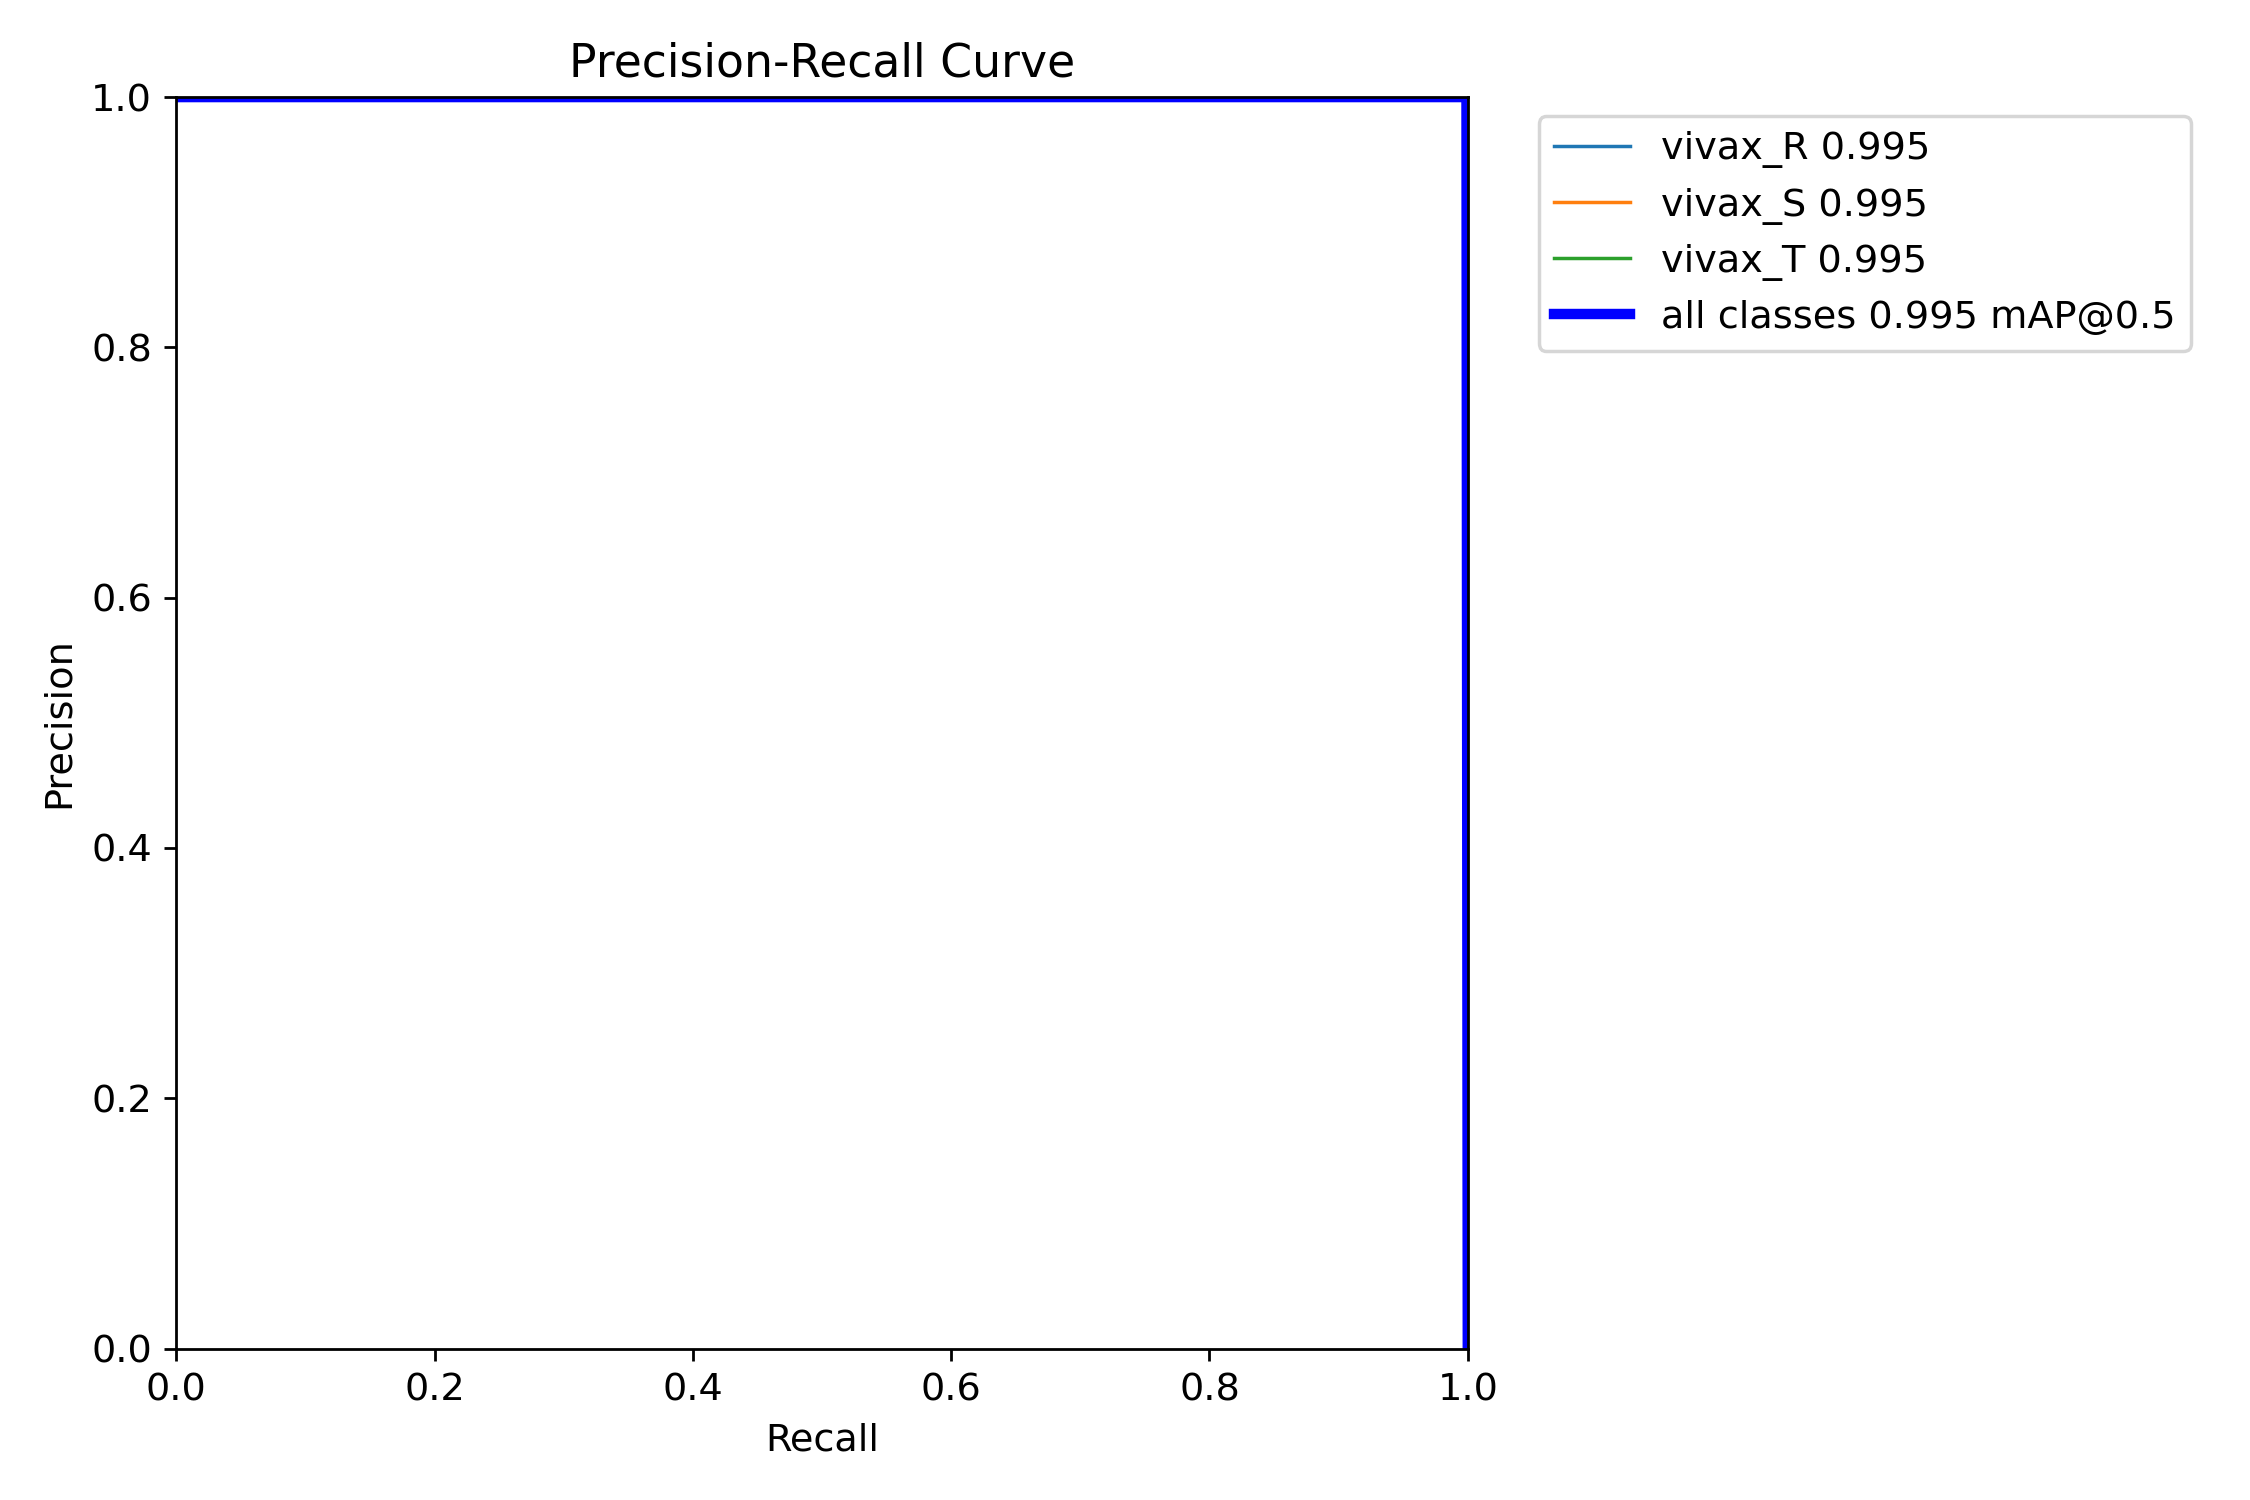 Precision-Recall Curve
1.0
0.8
0.6
0.4
0.2
0.0
Precision
0.0 0.2 0.4 0.6 0.8 1.0
Recall
vivax_R 0.995
vivax_S 0.995
vivax_T 0.995
all classes 0.995 mAP@0.5